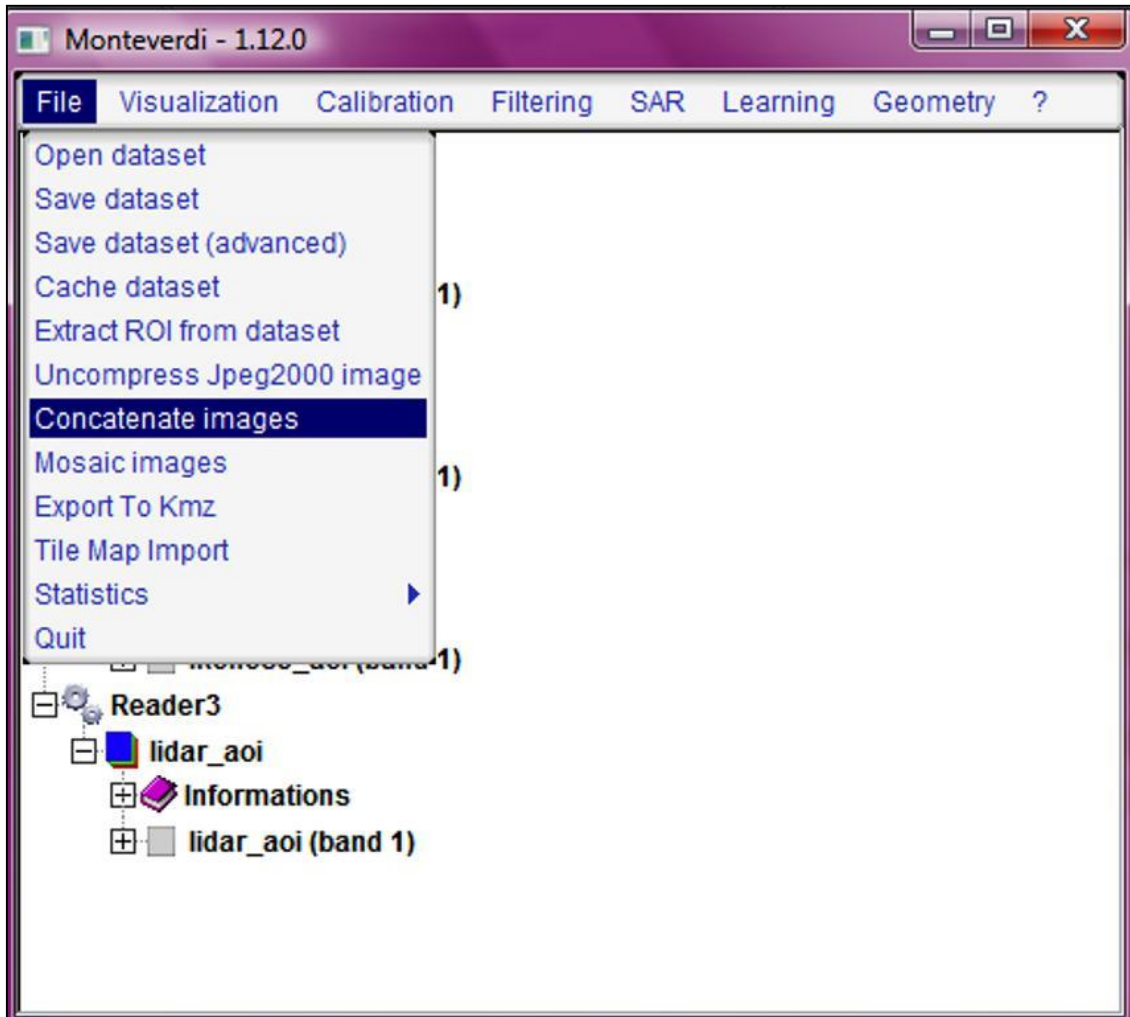 Monteverdi - 1.12.0
File Visualization Calibration Filtering SAR Learning Geometry ?
Open dataset
Save dataset
Save dataset (advanced)
Cache dataset
1)
Extract ROI from dataset
Uncompress Jpeg2000 image
Concatenate images
Mosaic images
1)
Export To Kmz
Tile Map Import
Statistics
Quit
(band 1)
Reader3
lidar_aoi
Informations
lidar_aoi (band 1)